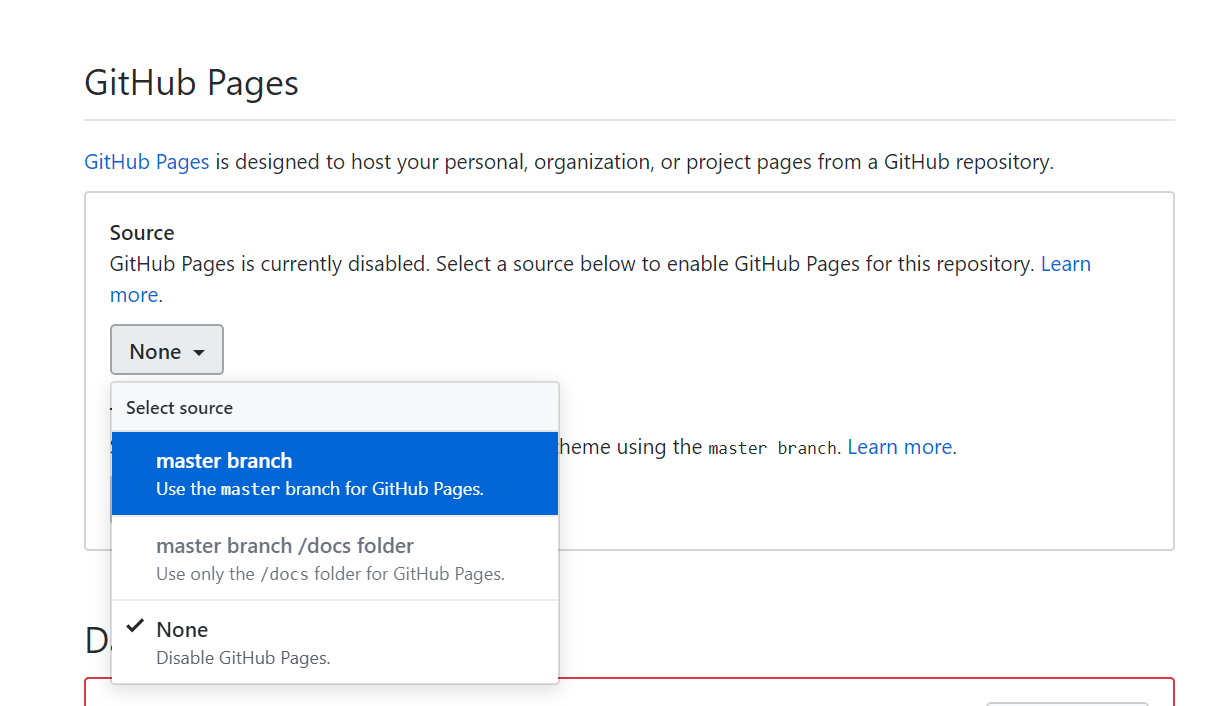 GitHub Pages
GitHub Pages is designed to host your personal, organization, or project pages from a GitHub repository.
Source
GitHub Pages is currently disabled. Select a source below to enable GitHub Pages for this repository. Learn
more.
None
Select source
heme using the master branch. Learn more.
master branch
Use the master branch for GitHub Pages.
master branch /docs folder
Use only the /docs folder for GitHub Pages.
None
Disable GitHub Pages.